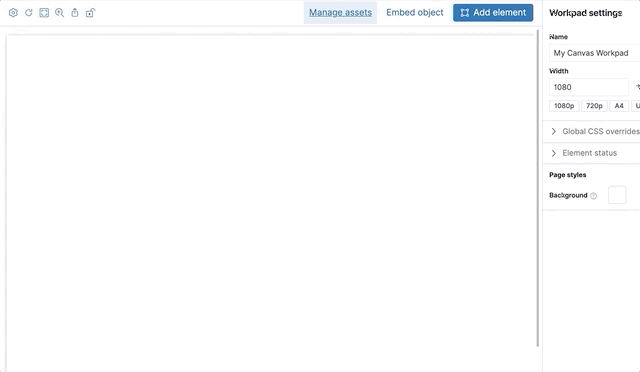 Manage assets
Embed object
Add element
Workpad settings
Name
My Canvas Workpad
Width
1080
1080p
720p
A4
Global CSS overrides
Element status
Page styles
Background